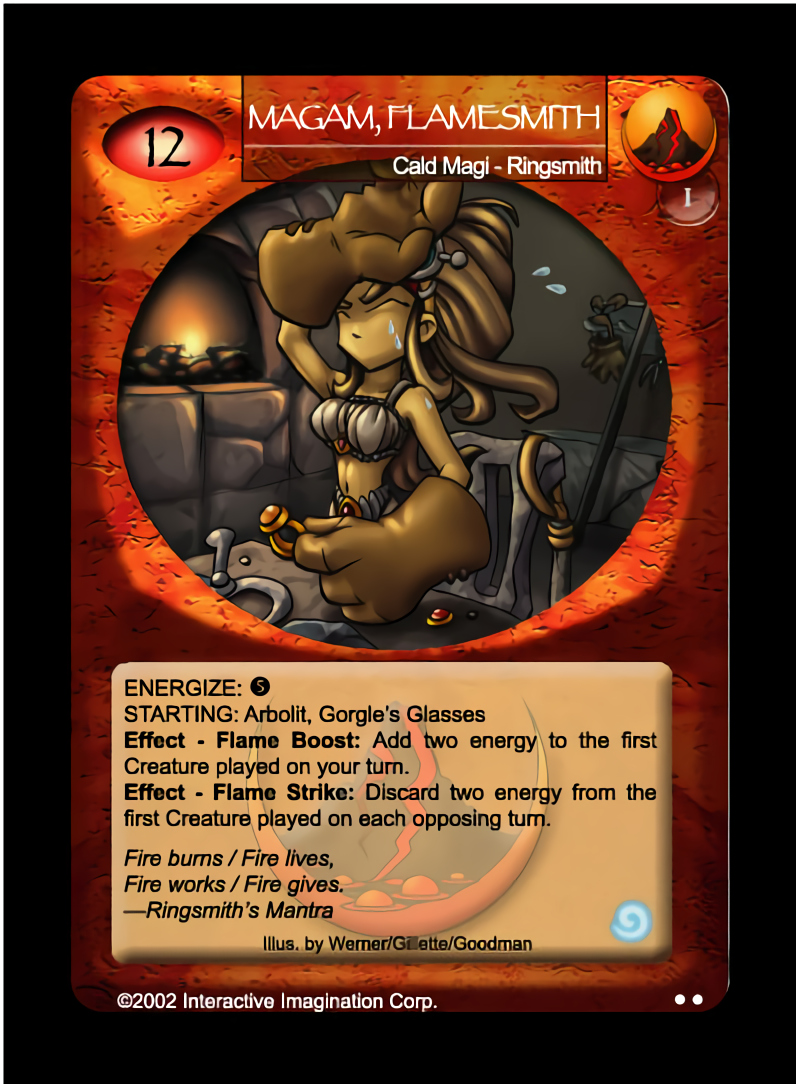 12
MAGAM, FLAMESMITH
Cald Magi - Ringsmith
I
ENERGIZE: 5
STARTING: Arbolit, Gorgle's Glasses
Effect - Flame Boost: Add two energy to the first
Creature played on your turn.
Effect - Flame Strike: Discard two energy from the
first Creature played on each opposing turn.
Fire burns / Fire lives,
Fire works / Fire gives.
—Ringsmith's Mantra
Illus. by Werner/Gillette/Goodman
©2002 Interactive Imagination Corp.